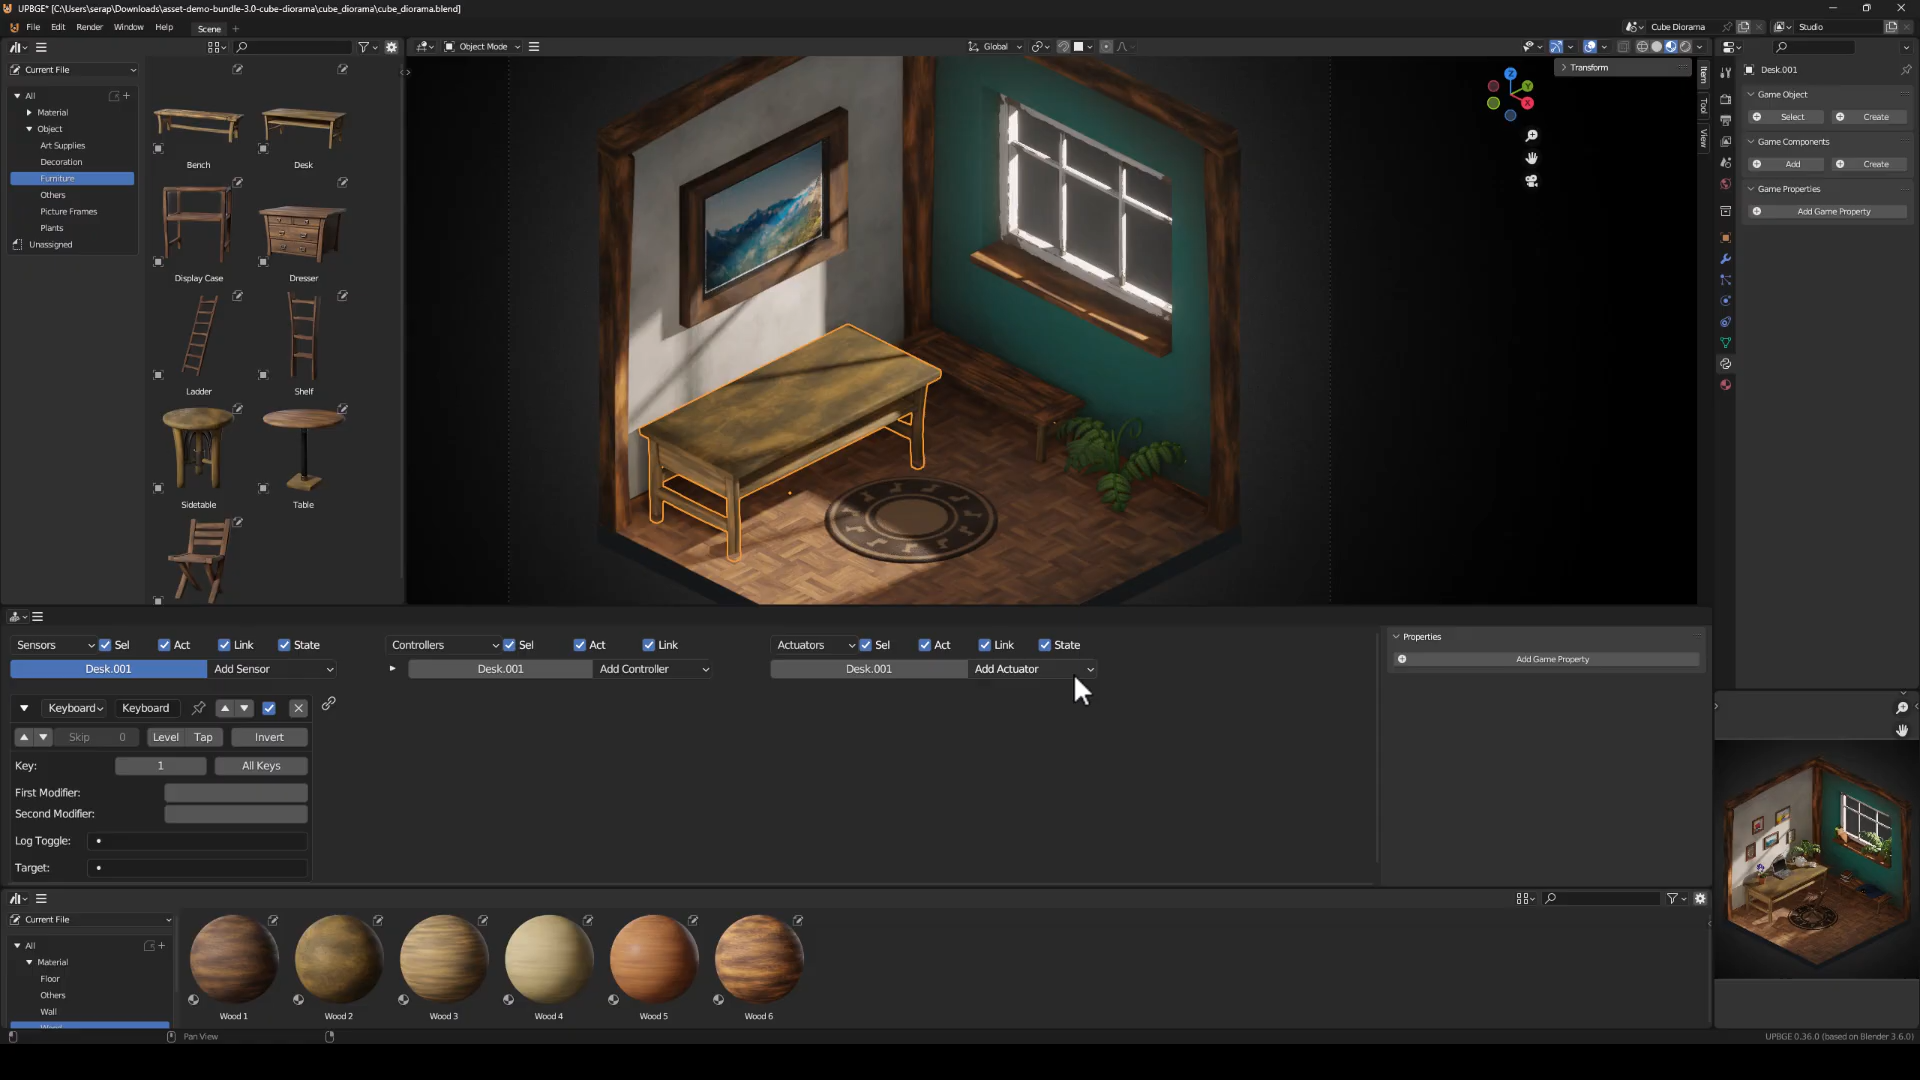 UPBGE* [C:\Users\serap\Downloads\asset-demo-bundle-3.0-cube-diorama\cube_diorama\cube_diorama.blend]
File Edit Render Window Help Scene + Cube Diorama Studio
Object Mode Global
Current File
All
Material
Object
Art Supplies
Decoration
Furniture
Others
Picture Frames
Plants
Unassigned
Bench Desk
Display Case Dresser
Ladder Shelf
Sidetable Table
Transform
Item
Tool
View
Z
Y
X
Desk.001
Game Object
Select Create
Game Components
Add Create
Game Properties
Add Game Property
Sensors Sel Act Link State Controllers Sel Act Link Actuators Sel Act Link State
Desk.001 Add Sensor Desk.001 Add Controller Desk.001 Add Actuator
Keyboard Keyboard
Skip 0 Level Tap Invert
Key: 1 All Keys
First Modifier:
Second Modifier:
Log Toggle:
Target:
Properties
Add Game Property
Current File
All
Material
Floor
Others
Wall
Wood
Wood 1 Wood 2 Wood 3 Wood 4 Wood 5 Wood 6
Pan View
UPBGE 0.36.0 (based on Blender 3.6.0)